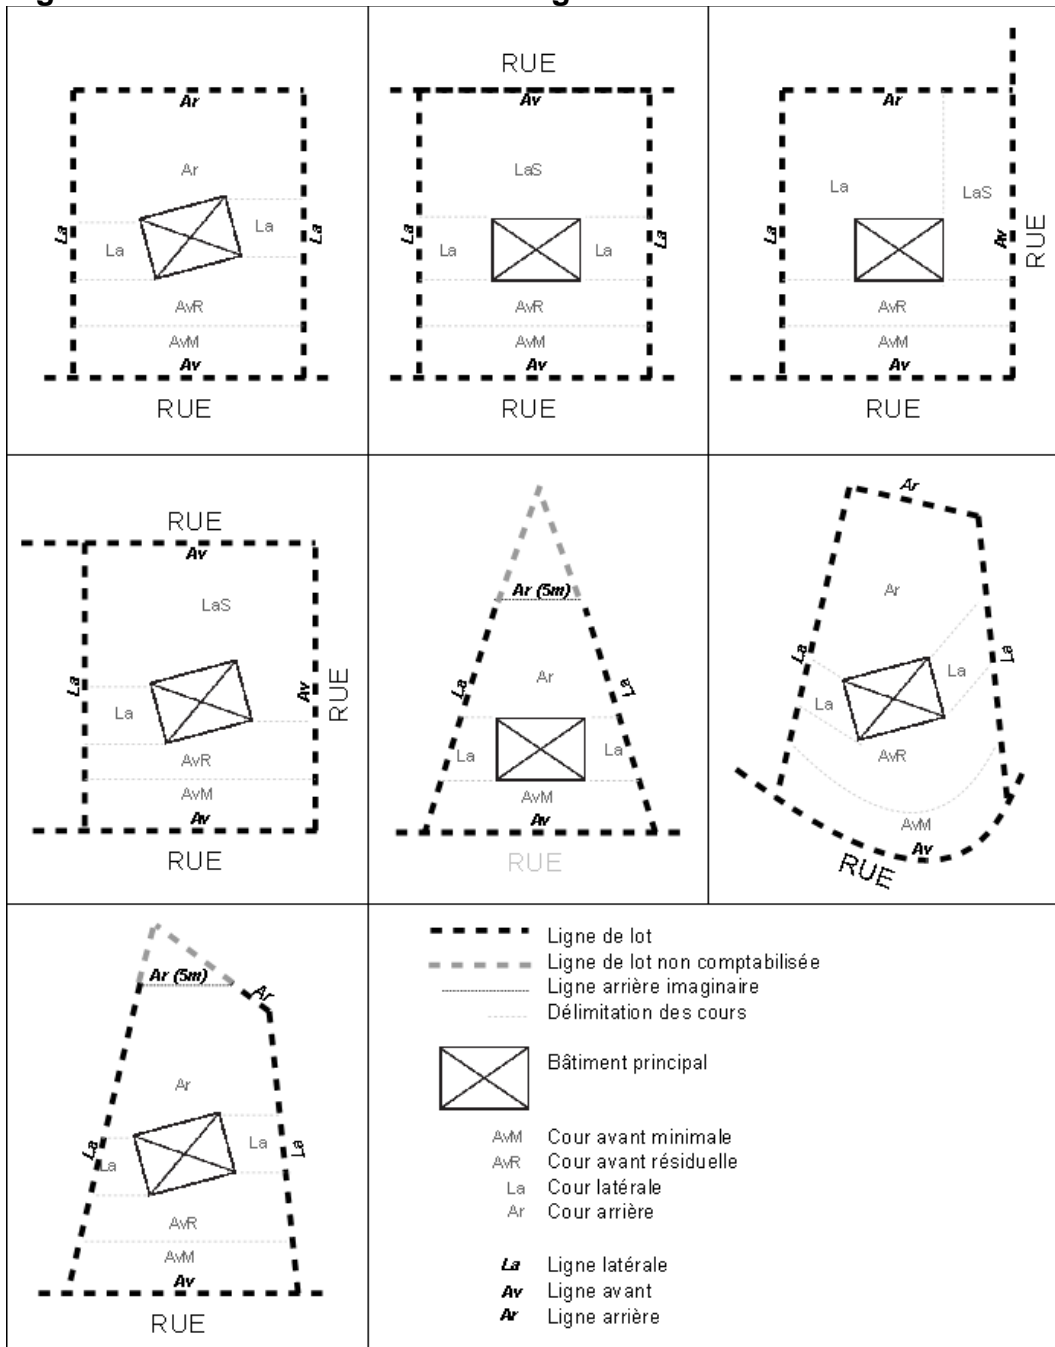 Ar
Ar
La
La
La
La
AvR
AvM
Av
RUE
RUE
Av
LaS
La
La
La
La
AvR
AvM
Av
RUE
Ar
La
LaS
La
Av
RUE
AvR
AvM
Av
RUE
RUE
Av
LaS
La
La
Av
RUE
AvR
AvM
Av
RUE
Ar (5m)
Ar
La
La
La
La
AvM
Av
RUE
Ar
Ar
La
La
La
La
AvR
AvM
Av
RUE
Ar (5m)
Ar
Ar
La
La
La
La
AvR
AvM
Av
RUE
Ligne de lot
Ligne de lot non comptabilisée
Ligne arrière imaginaire
Délimitation des cours
Bâtiment principal
AvM Cour avant minimale
AvR Cour avant résiduelle
La Cour latérale
Ar Cour arrière
La Ligne latérale
Av Ligne avant
Ar Ligne arrière